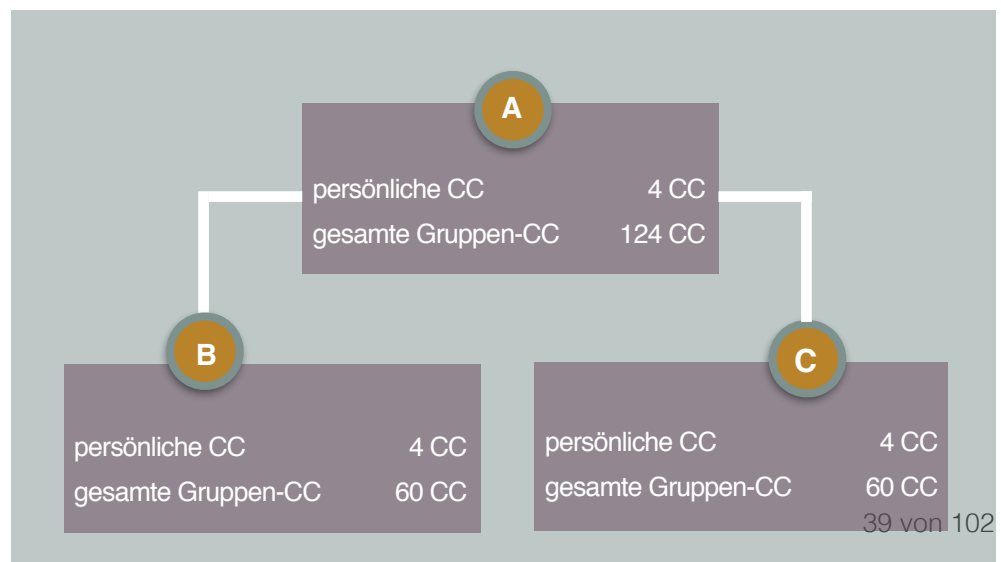 A
persönliche CC 4 CC
gesamte Gruppen-CC 124 CC
B
persönliche CC 4 CC
gesamte Gruppen-CC 60 CC
C
persönliche CC 4 CC
gesamte Gruppen-CC 60 CC
39 von 102